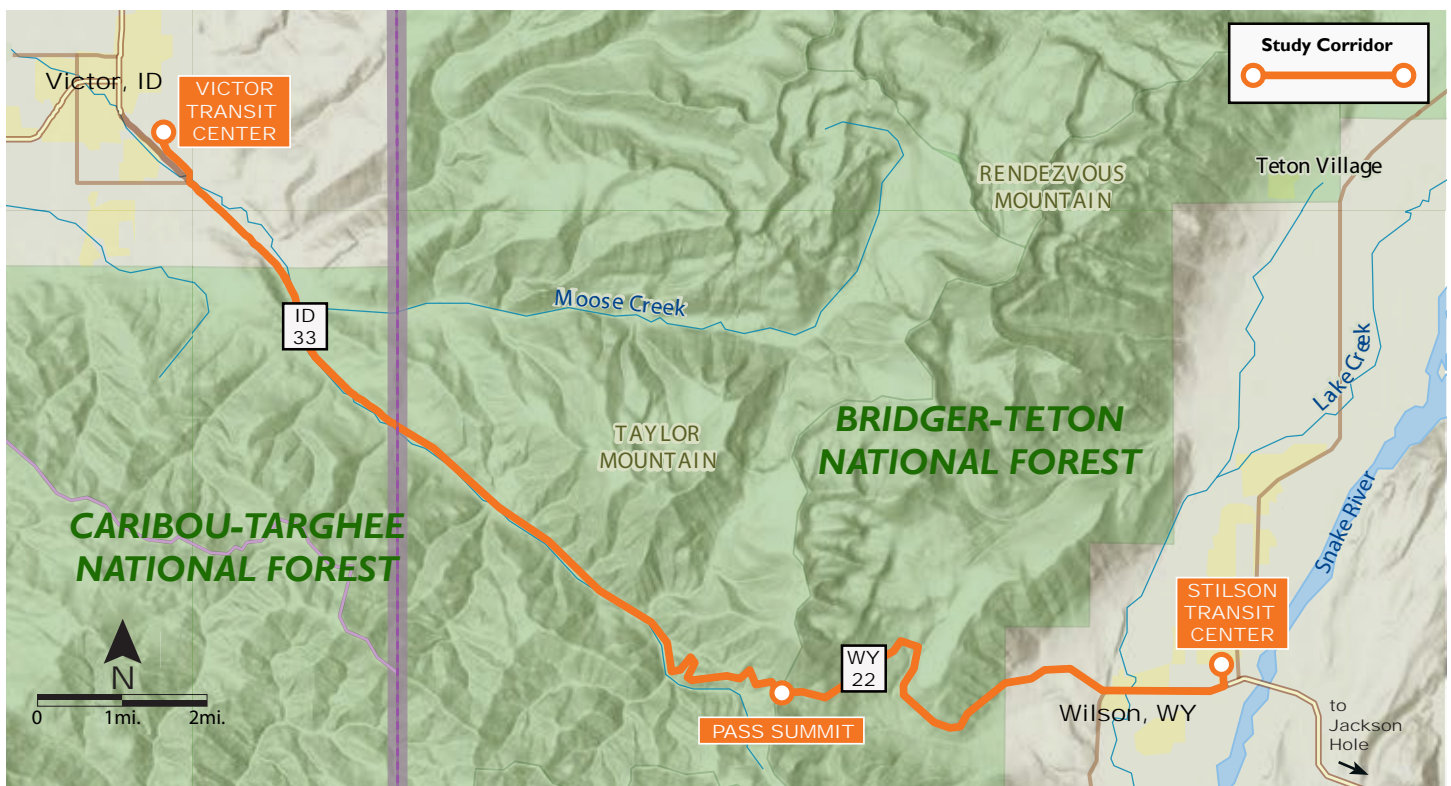 Study Corridor
Victor, ID
VICTOR
TRANSIT
CENTER
Teton Village
RENDEZVOUS
MOUNTAIN
ID
33
Moose Creek
Lake Creek
BRIDGER-TETON
NATIONAL FOREST
TAYLOR
MOUNTAIN
Snake River
CARIBOU-TARGHEE
NATIONAL FOREST
STILSON
TRANSIT
CENTER
N
0 1mi. 2mi.
WY
22
PASS SUMMIT
Wilson, WY
to
Jackson
Hole